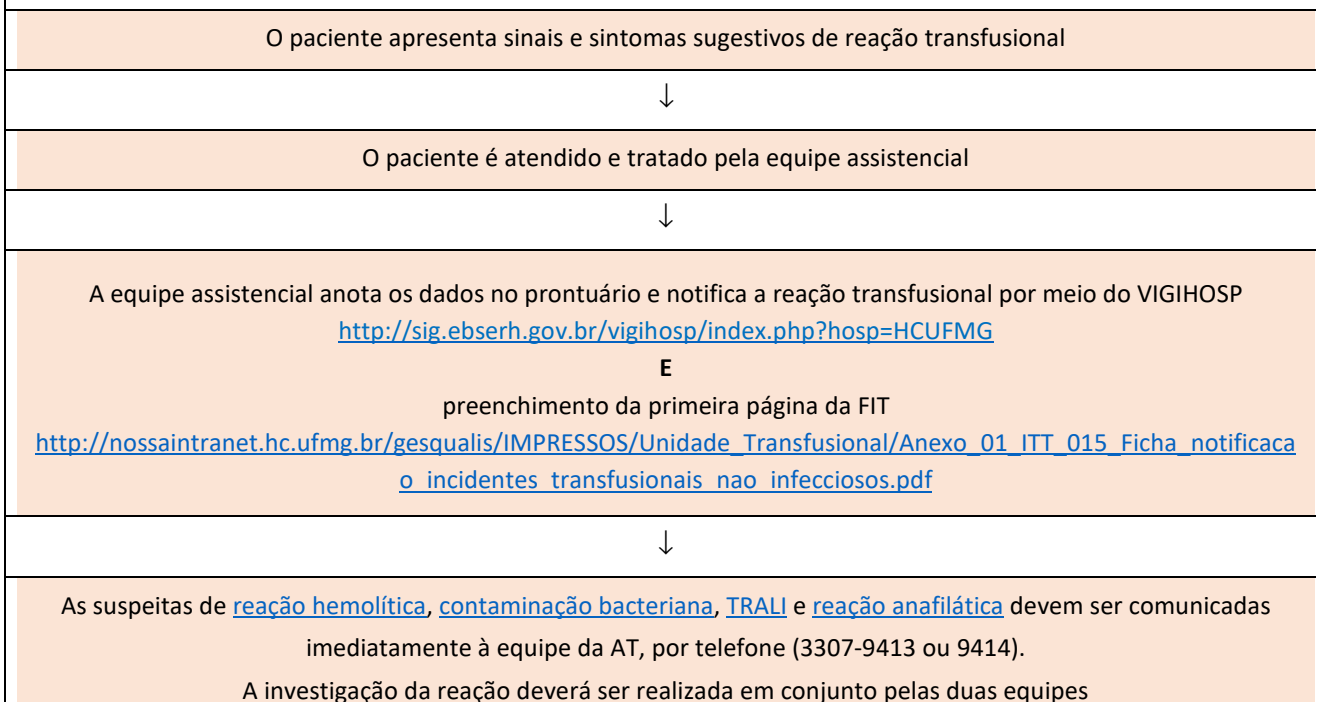 O paciente apresenta sinais e sintomas sugestivos de reação transfusional
↓
O paciente é atendido e tratado pela equipe assistencial
↓
A equipe assistencial anota os dados no prontuário e notifica a reação transfusional por meio do VIGIHOSP
http://sig.ebserh.gov.br/vigihosp/index.php?hosp=HCUFMG
E
preenchimento da primeira página da FIT
http://nossaintranet.hc.ufmg.br/gesqualis/IMPRESSOS/Unidade_Transfusional/Anexo_01_ITT_015_Ficha_notificaca
o_incidentes_transfusionais_nao_infecciosos.pdf
↓
As suspeitas de reação hemolítica, contaminação bacteriana, TRALI e reação anafilática devem ser comunicadas
imediatamente à equipe da AT, por telefone (3307-9413 ou 9414).
A investigação da reação deverá ser realizada em conjunto pelas duas equipes